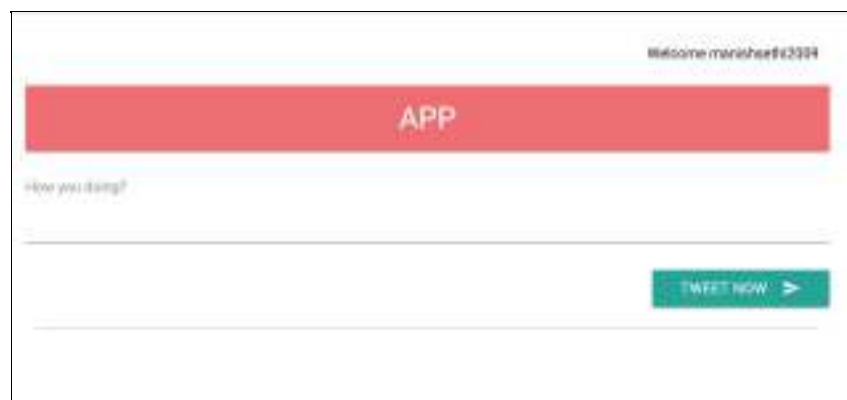 Welcome manishsethi2009
APP
How you doing?
TWEET NOW